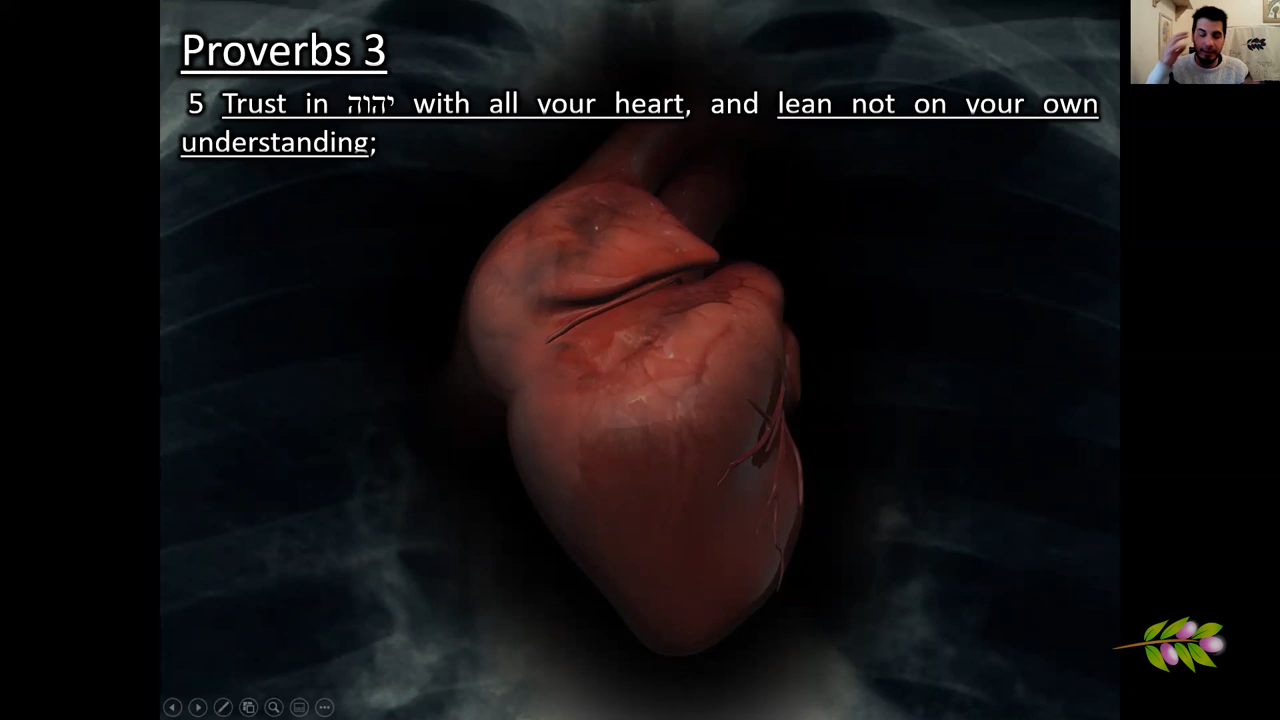 Proverbs 3
5 Trust in יהוה with all your heart, and lean not on your own
understanding;